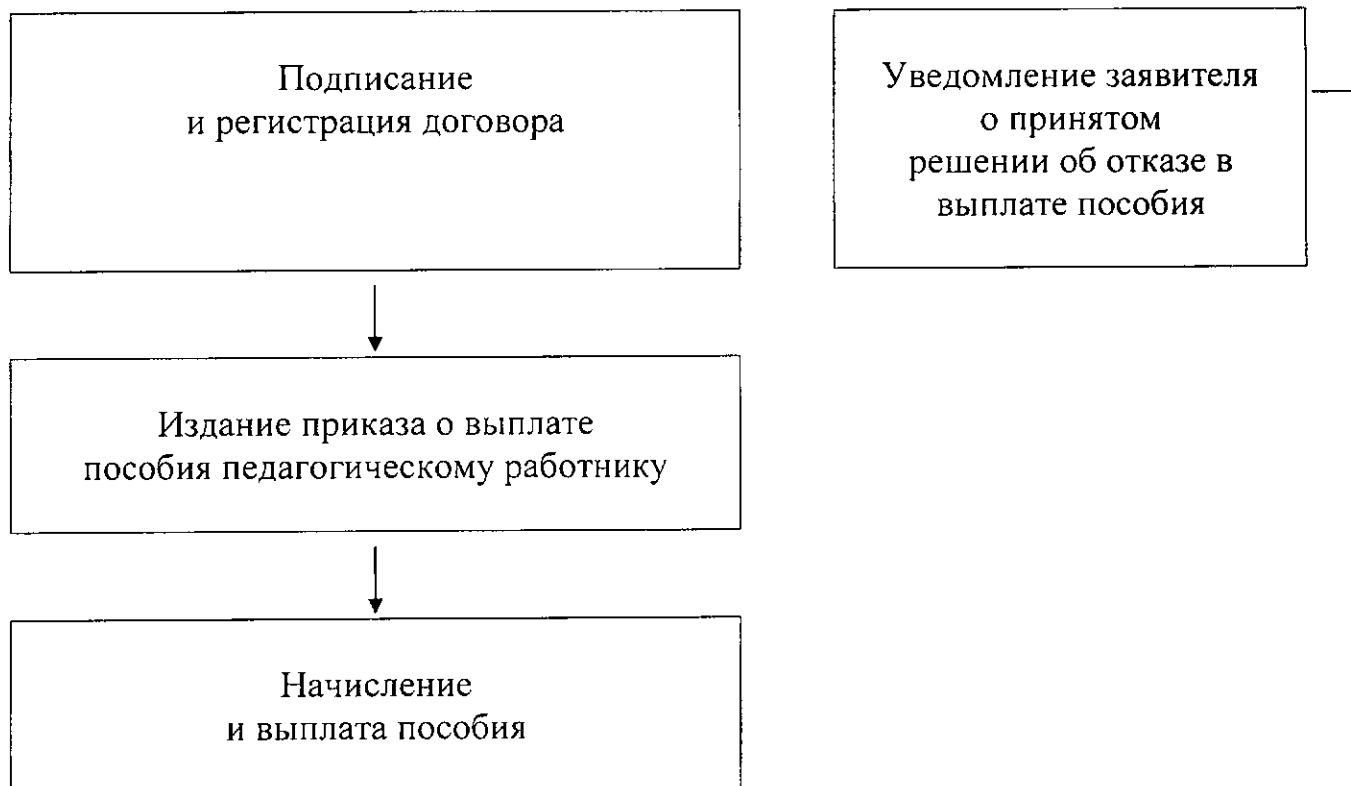 Подписание
и регистрация договора
Уведомление заявителя
о принятом
решении об отказе в
выплате пособия
Издание приказа о выплате
пособия педагогическому работнику
Начисление
и выплата пособия